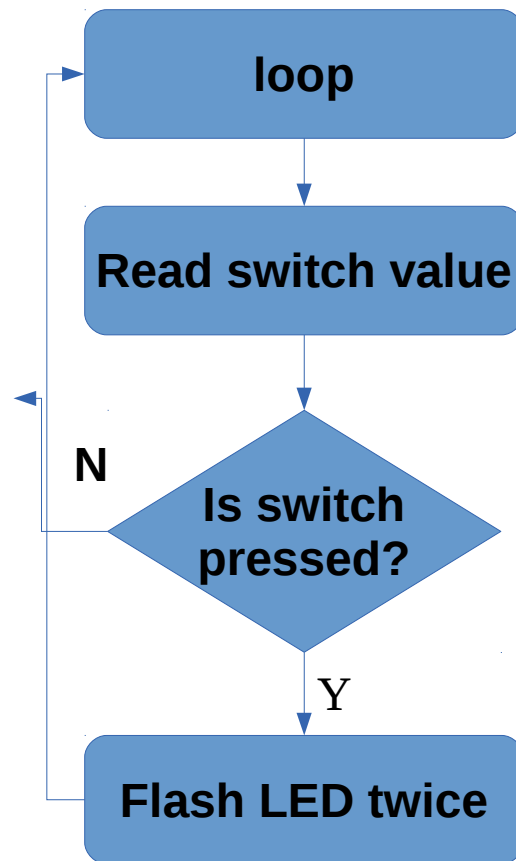 loop
Read switch value
N
Is switch
pressed?
Y
Flash LED twice